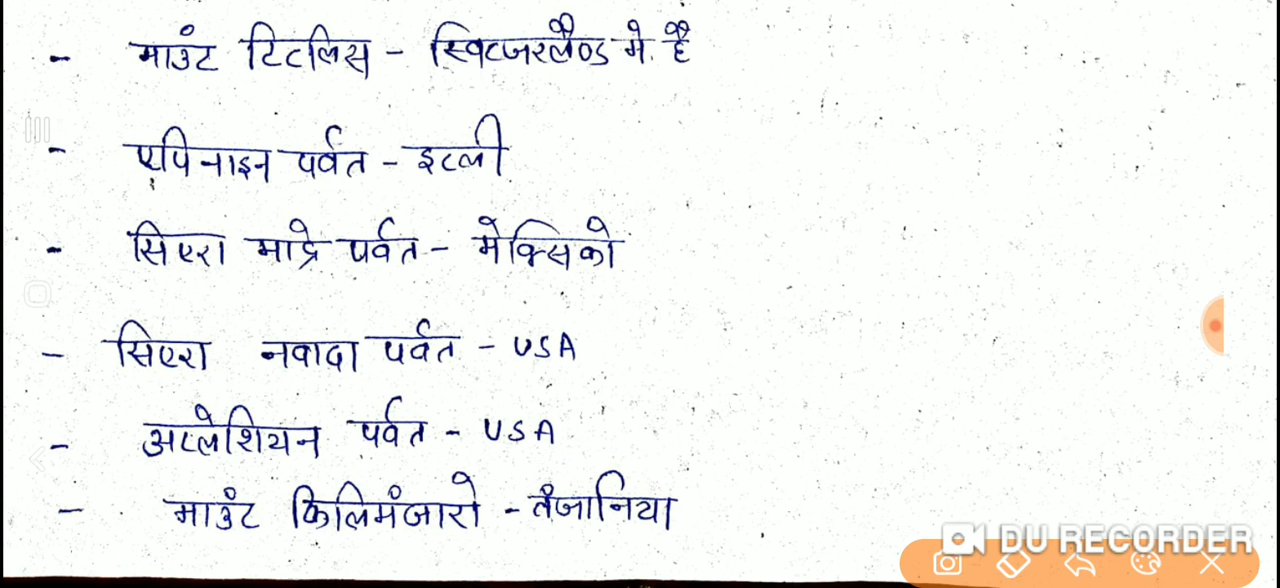 - माउंट टिटलिस - स्विटजरलैण्ड मे है
- एपिनाइन पर्वत - इटली
- सिएरा माद्रे पर्वत - मेक्सिको
- सिएरा नवादा पर्वत - USA
- अप्लेशियन पर्वत - USA
- माउंट किलिमंजारो - तंजानिया
DU RECORDER